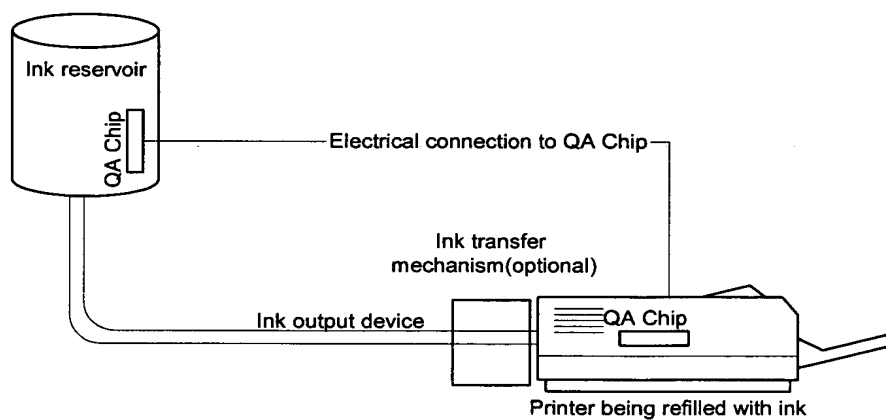 Ink reservoir
QA Chip
Electrical connection to QA Chip
Ink transfer
mechanism(optional)
Ink output device
QA Chip
Printer being refilled with ink